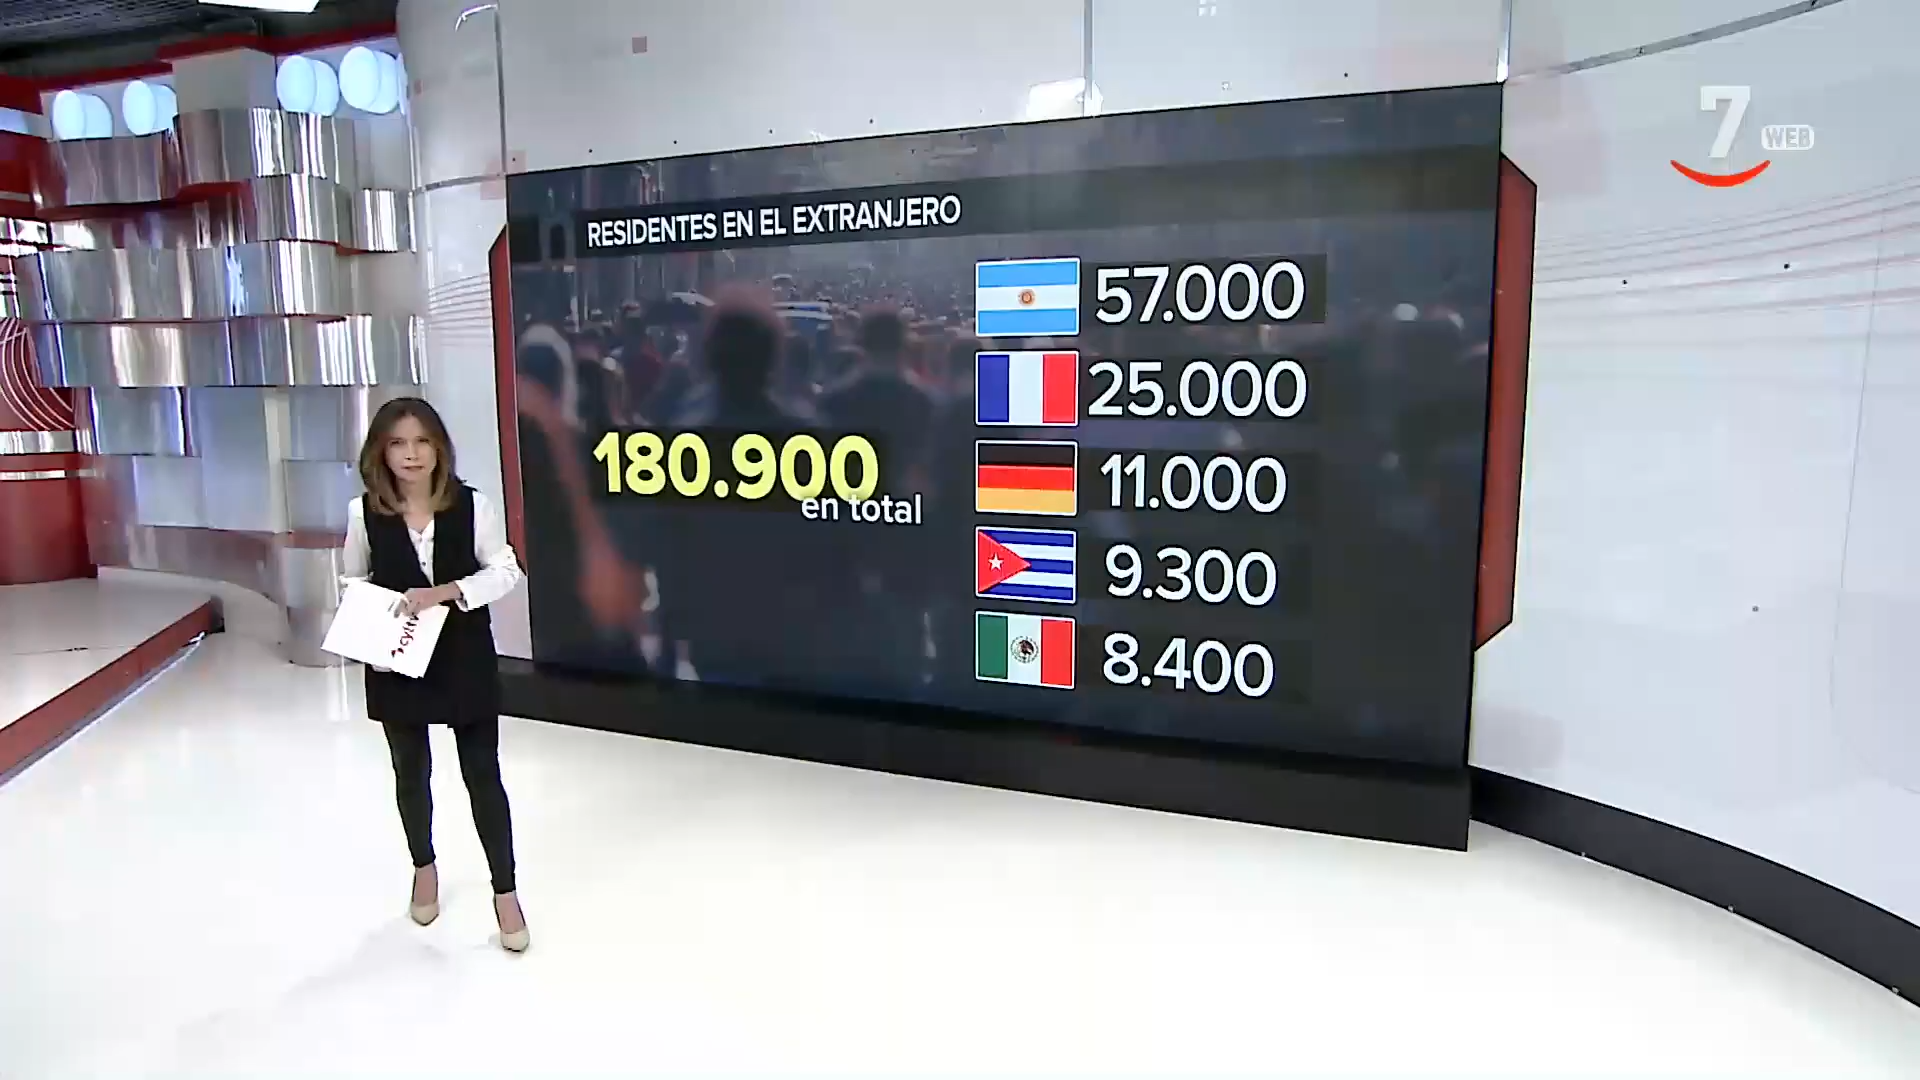 7
WEB
RESIDENTES EN EL EXTRANJERO
180.900
en total
57.000
25.000
11.000
9.300
8.400
cyltv